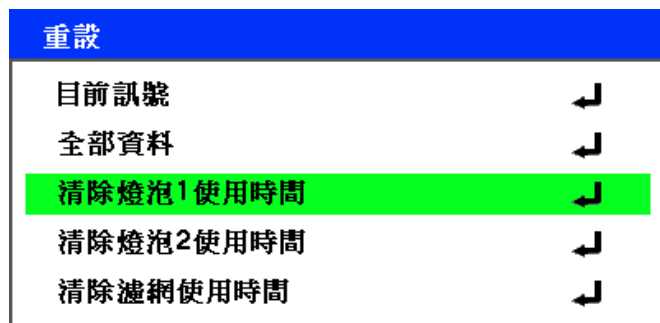 重設
目前訊號
全部資料
清除燈泡1使用時間
清除燈泡2使用時間
清除濾網使用時間